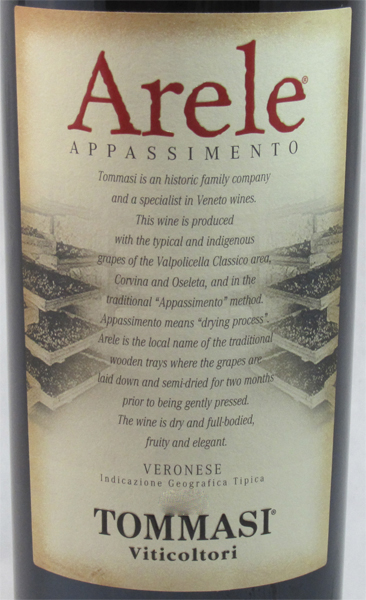 Arele®
APPASSIMENTO
Tommasi is an historic family company
and a specialist in Veneto wines.
This wine is produced
with the typical and indigenous
grapes of the Valpolicella Classico area,
Corvina and Oseleta, and in the
traditional “Appassimento” method.
Appassimento means “drying process”.
Arele is the local name of the traditional
wooden trays where the grapes are
laid down and semi-dried for two months
prior to being gently pressed.
The wine is dry and full-bodied,
fruity and elegant.
VERONESE
Indicazione Geografica Tipica
TOMMASI®
Viticoltori